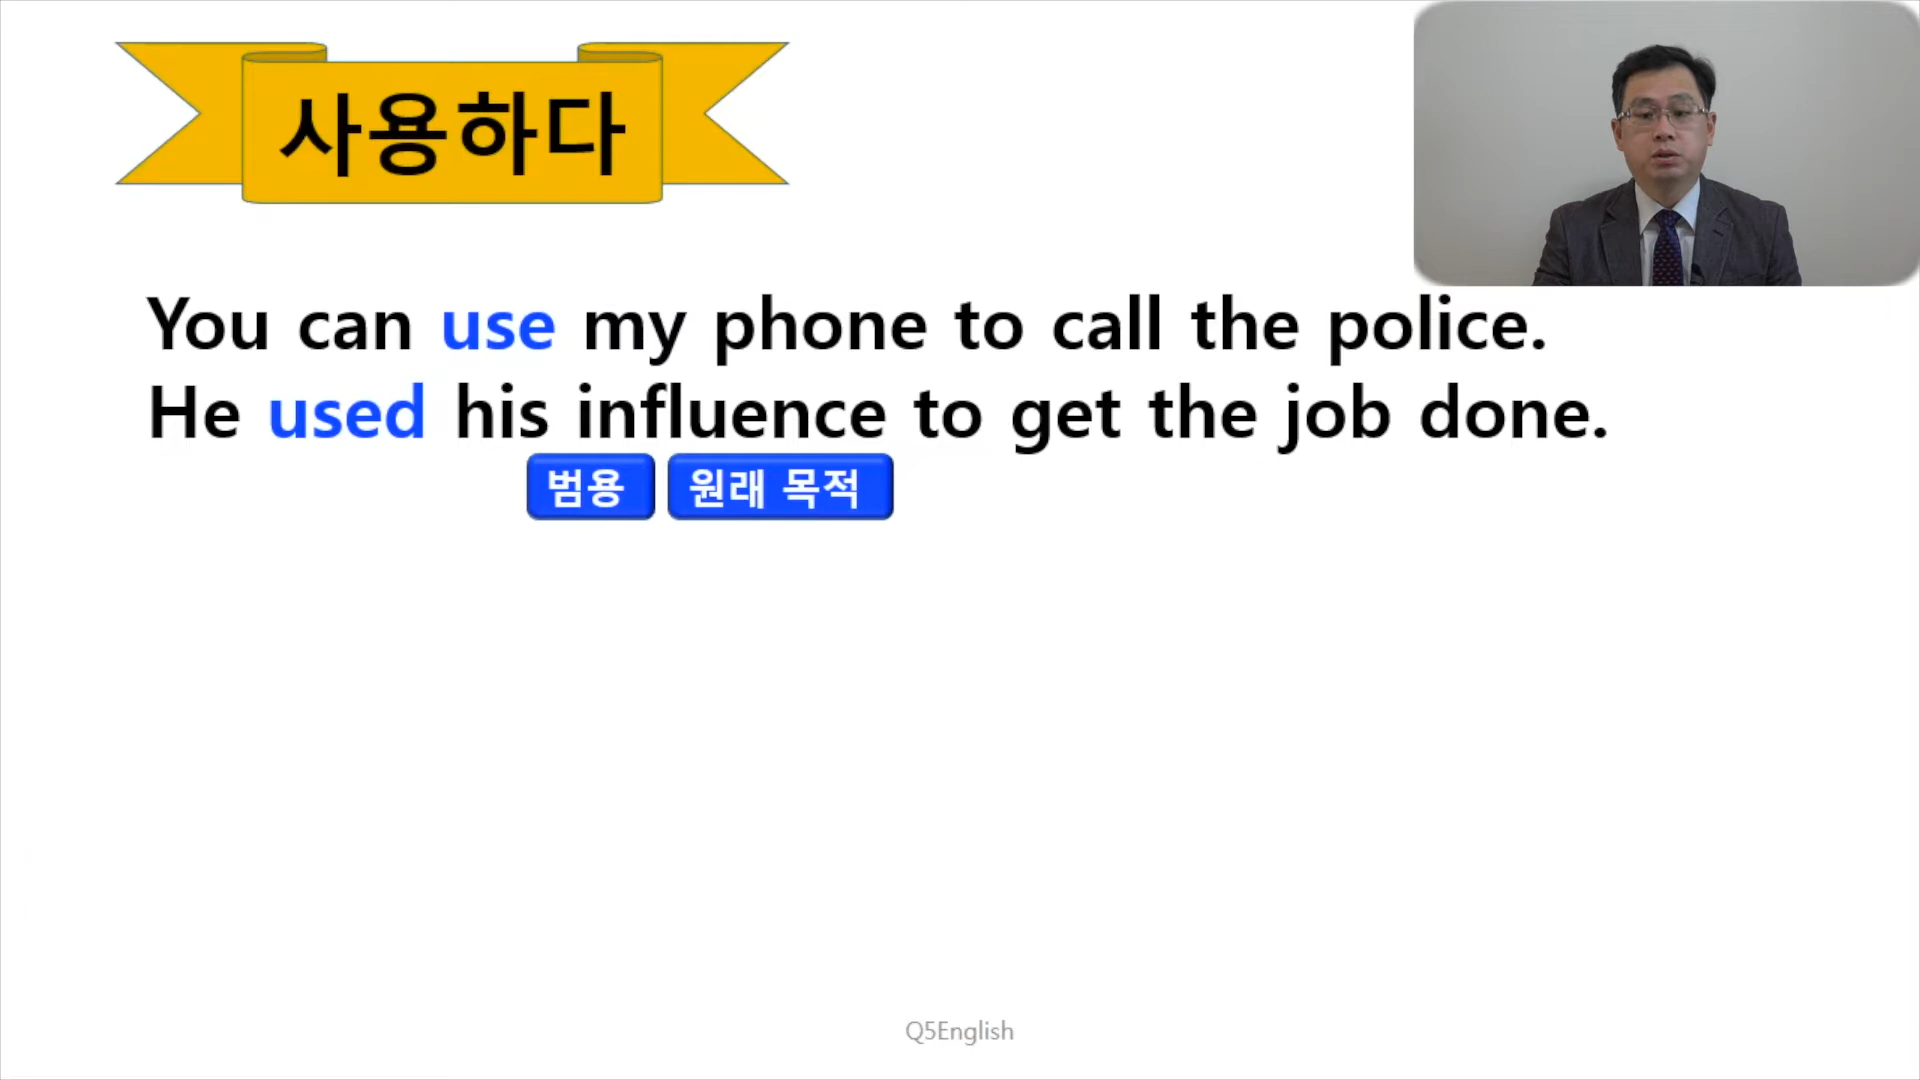 사용하다
You can use my phone to call the police.
He used his influence to get the job done.
범용 원래 목적
Q5English